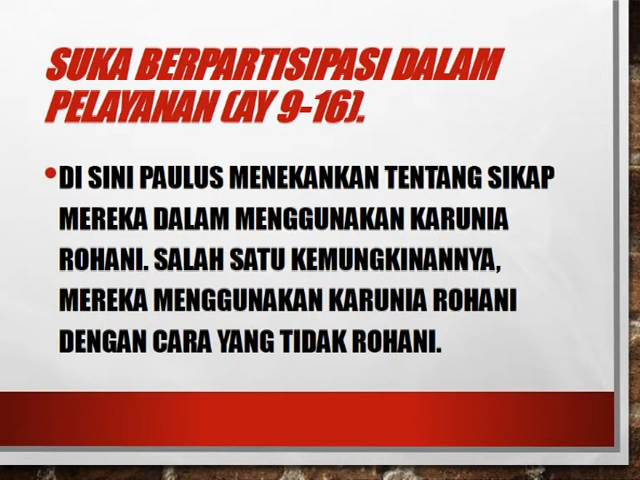 SUKA BERPARTISIPASI DALAM
PELAYANAN (AY 9-16).
•DI SINI PAULUS MENEKANKAN TENTANG SIKAP
MEREKA DALAM MENGGUNAKAN KARUNIA
ROHANI. SALAH SATU KEMUNGKINANNYA,
MEREKA MENGGUNAKAN KARUNIA ROHANI
DENGAN CARA YANG TIDAK ROHANI.